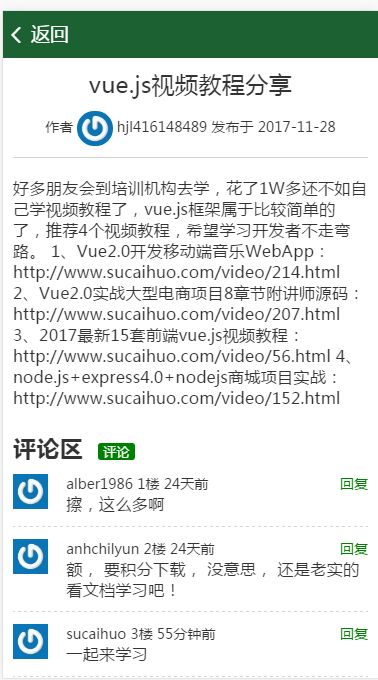 返回
vue.js视频教程分享
作者 hjl416148489 发布于 2017-11-28
好多朋友会到培训机构去学，花了1W多还不如自
己学视频教程了，vue.js框架属于比较简单的
了，推荐4个视频教程，希望学习开发者不走弯
路。 1、Vue2.0开发移动端音乐WebApp：
http://www.sucaihuo.com/video/214.html
2、Vue2.0实战大型电商项目8章节附讲师源码：
http://www.sucaihuo.com/video/207.html
3、2017最新15套前端vue.js视频教程：
http://www.sucaihuo.com/video/56.html 4、
node.js+express4.0+nodejs商城项目实战：
http://www.sucaihuo.com/video/152.html
评论区 评论
alber1986 1楼 24天前 回复
擦，这么多啊
anhchilyun 2楼 24天前 回复
额， 要积分下载， 没意思， 还是老实的
看文档学习吧！
sucaihuo 3楼 55分钟前 回复
一起来学习